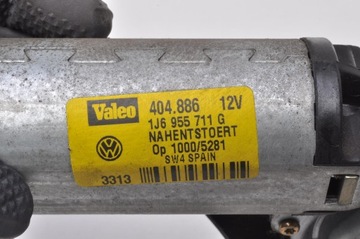 Valeo 404.886 12V
1J6 955 711 G
NAHENTSTOERT
Op 1000/5281
SW4 SPAIN
3313